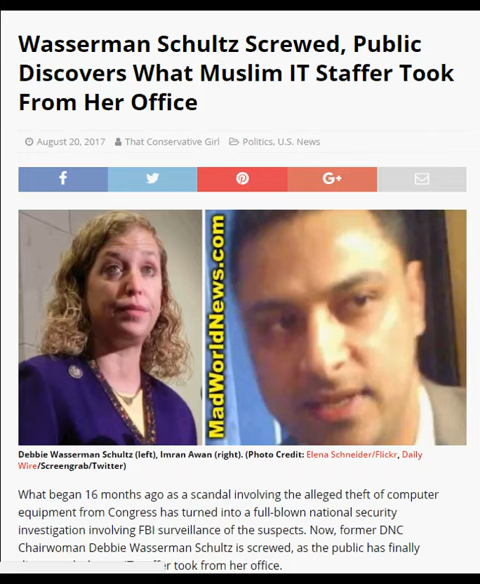 Wasserman Schultz Screwed, Public
Discovers What Muslim IT Staffer Took
From Her Office
August 20, 2017 That Conservative Girl Politics, U.S. News
f G+
MadWorldNews.com
Debbie Wasserman Schultz (left), Imran Awan (right). (Photo Credit: Elena Schneider/Flickr, Daily
Wire/Screengrab/Twitter)
What began 16 months ago as a scandal involving the alleged theft of computer
equipment from Congress has turned into a full-blown national security
investigation involving FBI surveillance of the suspects. Now, former DNC
Chairwoman Debbie Wasserman Schultz is screwed, as the public has finally
took from her office.